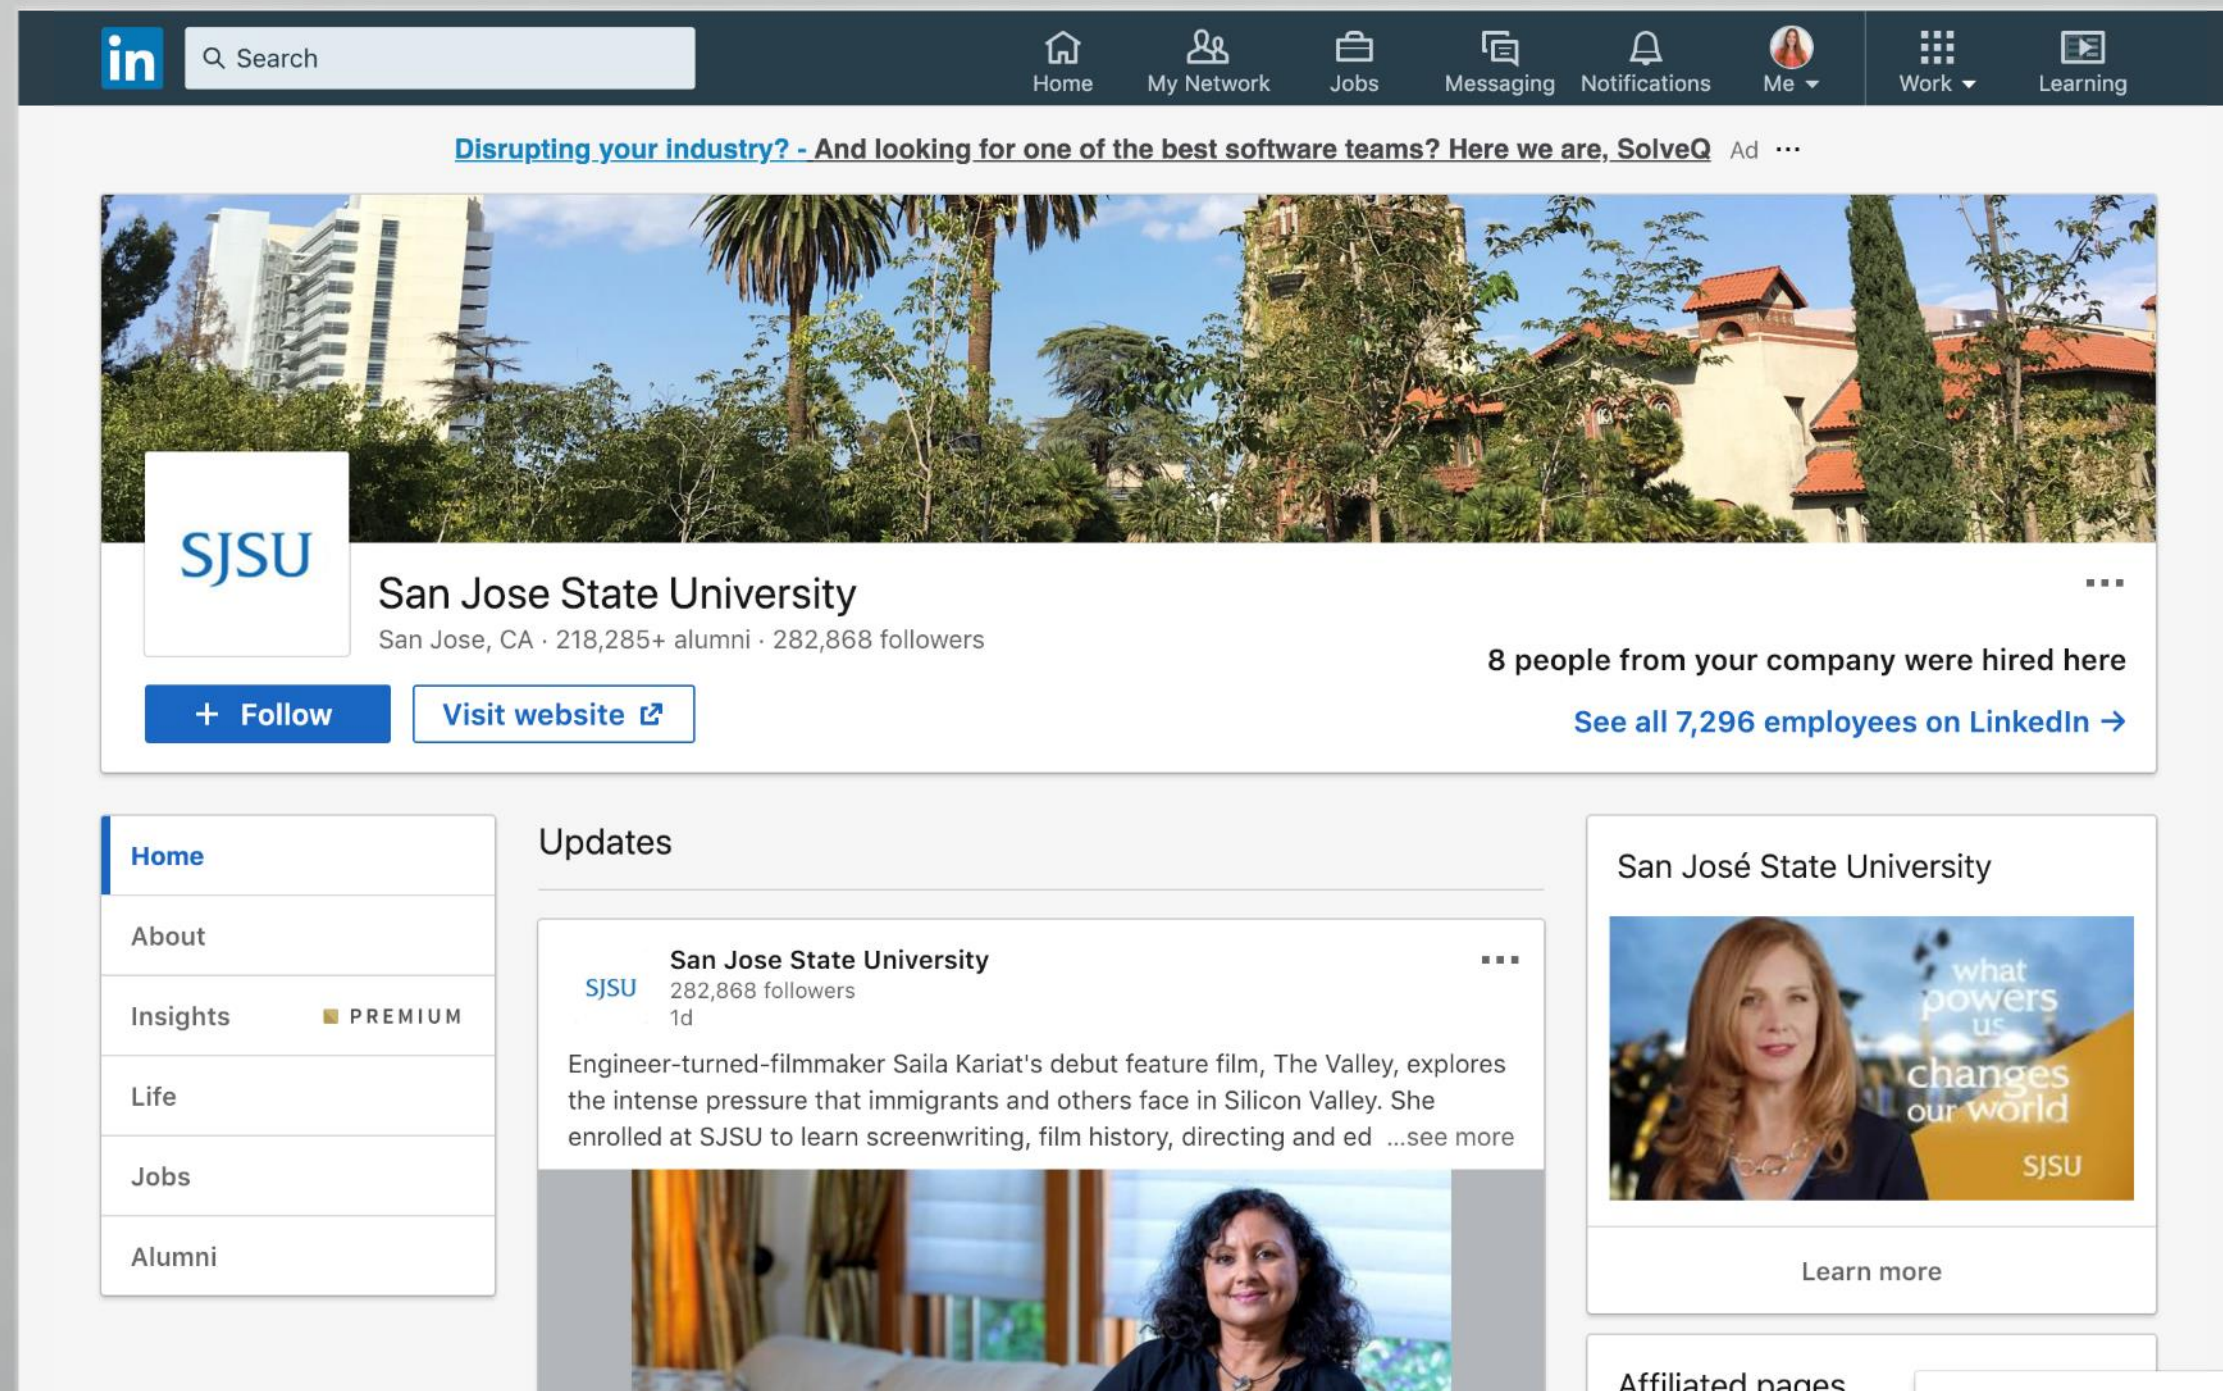 in
Search
Home
My Network
Jobs
Messaging
Notifications
Me
Work
Learning
Disrupting your industry? - And looking for one of the best software teams? Here we are, SolveQ Ad ...
SJSU
San Jose State University
San Jose, CA · 218,285+ alumni · 282,868 followers
+ Follow
Visit website
8 people from your company were hired here
See all 7,296 employees on LinkedIn →
Home
About
Insights PREMIUM
Life
Jobs
Alumni
Updates
SJSU
San Jose State University
282,868 followers
1d
Engineer-turned-filmmaker Saila Kariat's debut feature film, The Valley, explores
the intense pressure that immigrants and others face in Silicon Valley. She
enrolled at SJSU to learn screenwriting, film history, directing and ed ...see more
San José State University
what
powers
us
changes
our world
SJSU
Learn more
Affiliated pages